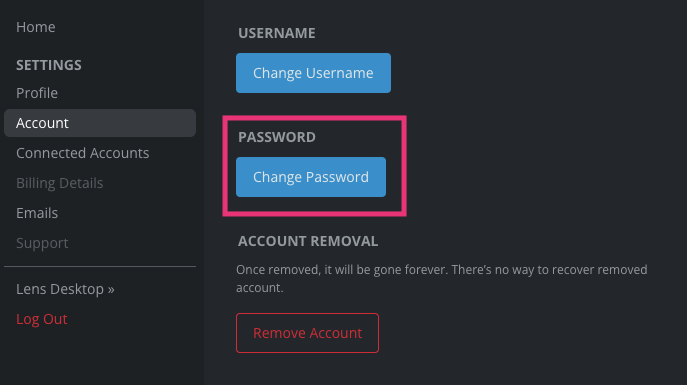 Home
SETTINGS
Profile
Account
Connected Accounts
Billing Details
Emails
Support
Lens Desktop »
Log Out
USERNAME
Change Username
PASSWORD
Change Password
ACCOUNT REMOVAL
Once removed, it will be gone forever. There's no way to recover removed
account.
Remove Account